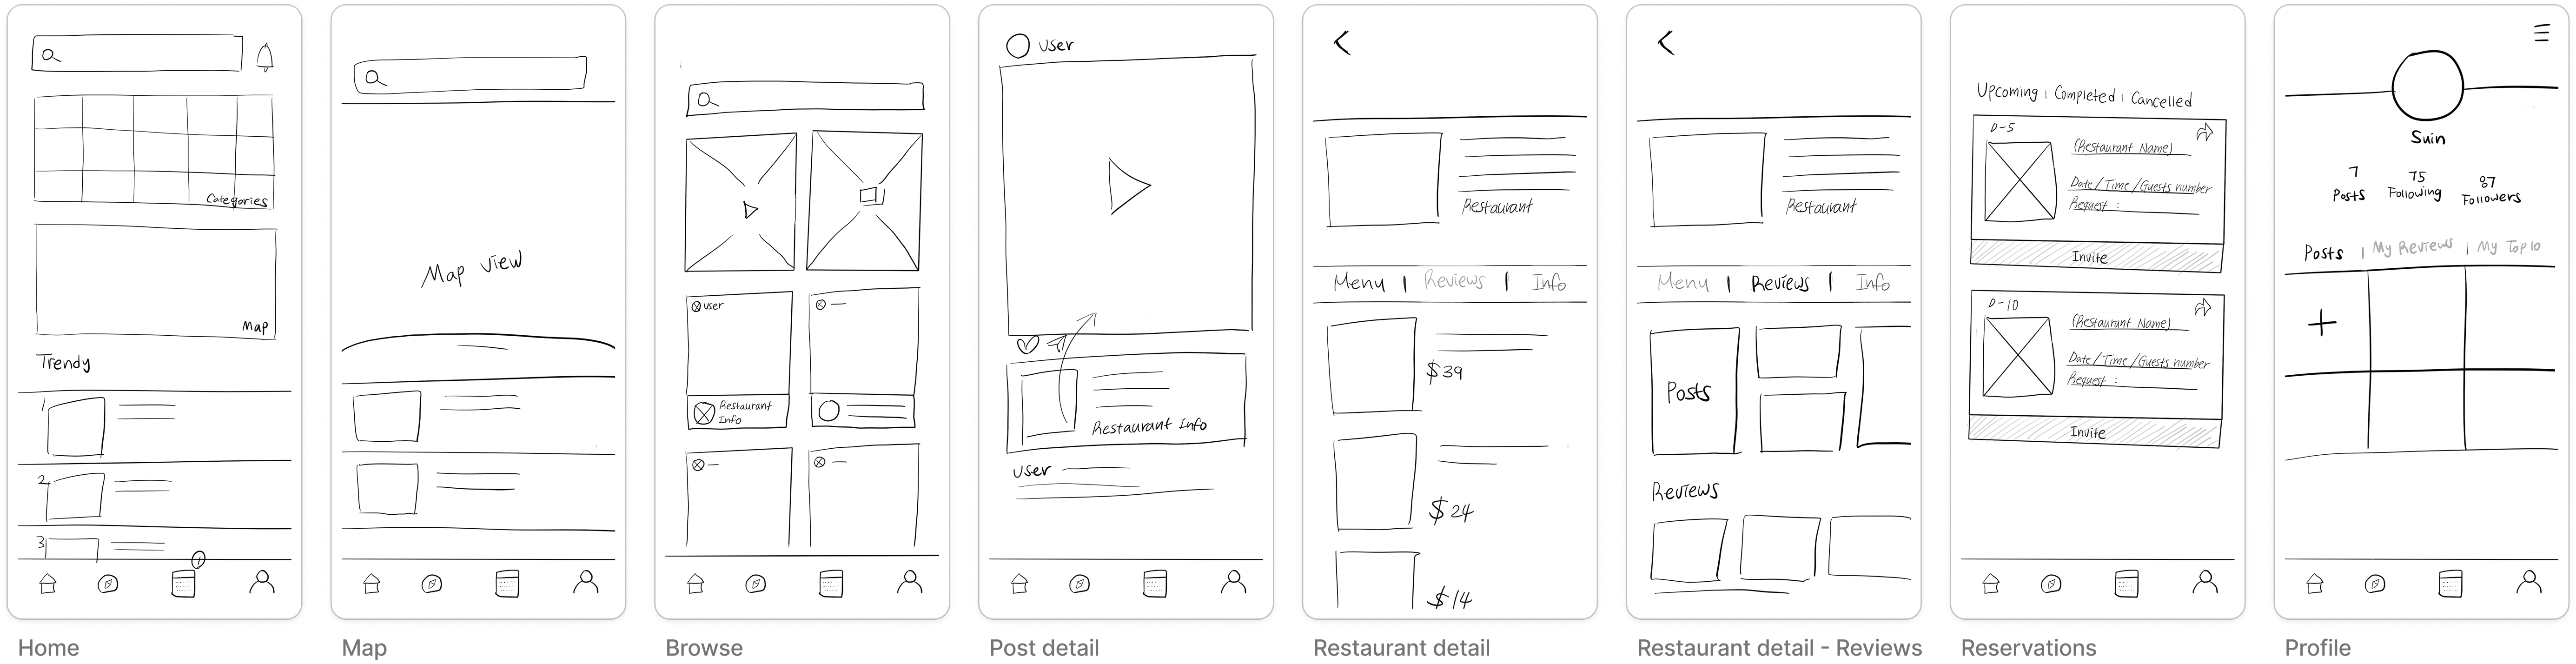 Categories
Map
Trendy
1
2
3
1
Home
Map view
Map
user
Restaurant
Info
Browse
user
Restaurant Info
user
Post detail
Restaurant
Menu | Reviews | Info
$39
$24
$14
Restaurant detail
Restaurant
Menu | Reviews | Info
Posts
Reviews
Restaurant detail - Reviews
Upcoming | Completed | Cancelled
D-5
(Restaurant Name)
Date/Time/Guests number
Request :
Invite
D-10
(Restaurant Name)
Date/Time/Guests number
Request :
Invite
Reservations
Suin
7 75 87
Posts Following Followers
Posts | My Reviews | My Top 10
+
Profile